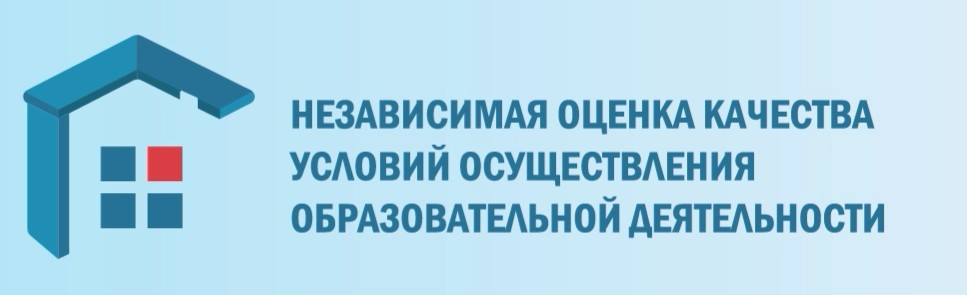 НЕЗАВИСИМАЯ ОЦЕНКА КАЧЕСТВА
УСЛОВИЙ ОСУЩЕСТВЛЕНИЯ
ОБРАЗОВАТЕЛЬНОЙ ДЕЯТЕЛЬНОСТИ